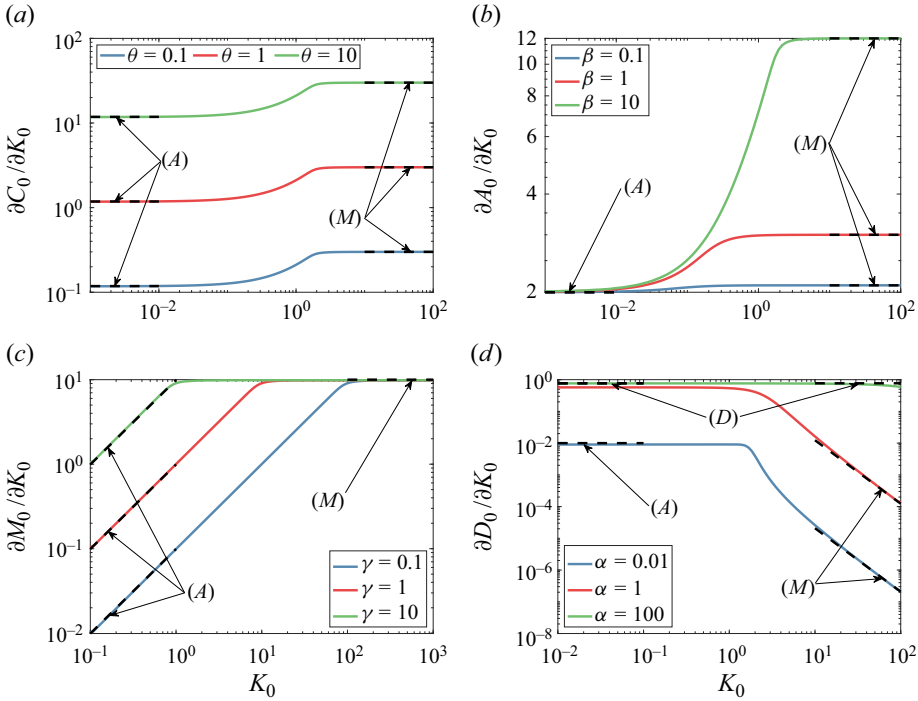 (a)
10^2
θ = 0.1 θ = 1 θ = 10
10^1
∂C_0/∂K_0
(A)
10^0
(M)
10^{-1}
10^{-2} 10^0 10^2
(b)
12
β = 0.1
10
β = 1
8
β = 10
(M)
6
∂A_0/∂K_0
4
(A)
2
10^{-2} 10^0 10^2
(c)
10^1
∂M_0/∂K_0
10^0
(M)
10^{-1}
(A)
γ = 0.1
γ = 1
γ = 10
10^{-2}
10^{-1} 10^0 10^1 10^2 10^3
K_0
(d)
10^0
(D)
10^{-2}
(A)
∂D_0/∂K_0
10^{-4}
(M)
10^{-6}
α = 0.01
α = 1
α = 100
10^{-8}
10^{-2} 10^{-1} 10^0 10^1 10^2
K_0